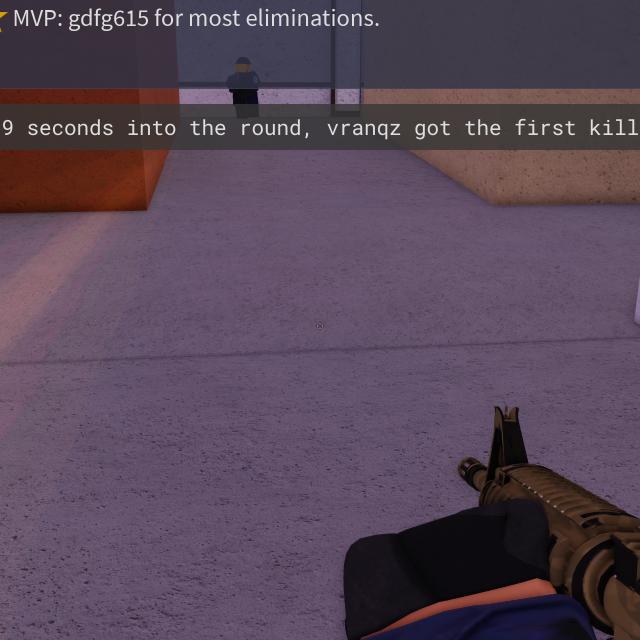 MVP: gdfg615 for most eliminations.
9 seconds into the round, vranqz got the first kill